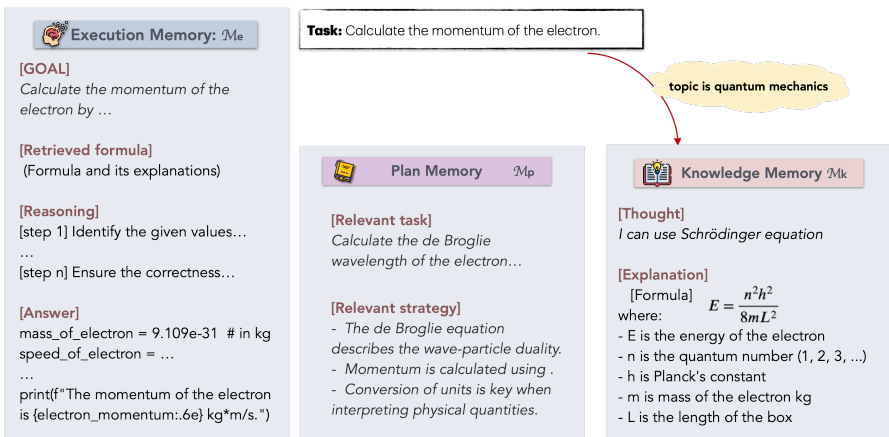 Execution Memory: ℳe
[GOAL]
Calculate the momentum of the
electron by …
[Retrieved formula]
(Formula and its explanations)
[Reasoning]
[step 1] Identify the given values…
…
[step n] Ensure the correctness…
[Answer]
mass_of_electron = 9.109e-31  # in kg
speed_of_electron = …
…
print(f"The momentum of the electron
is {electron_momentum:.6e} kg*m/s.")
Task: Calculate the momentum of the electron.
topic is quantum mechanics
Plan Memory ℳp
[Relevant task]
Calculate the de Broglie
wavelength of the electron…
[Relevant strategy]
- The de Broglie equation
describes the wave-particle duality.
- Momentum is calculated using .
- Conversion of units is key when
interpreting physical quantities.
Knowledge Memory ℳk
[Thought]
I can use Schrödinger equation
[Explanation]
[Formula] E = n²h² / 8mL²
where:
- E is the energy of the electron
- n is the quantum number (1, 2, 3, ...)
- h is Planck's constant
- m is mass of the electron kg
- L is the length of the box